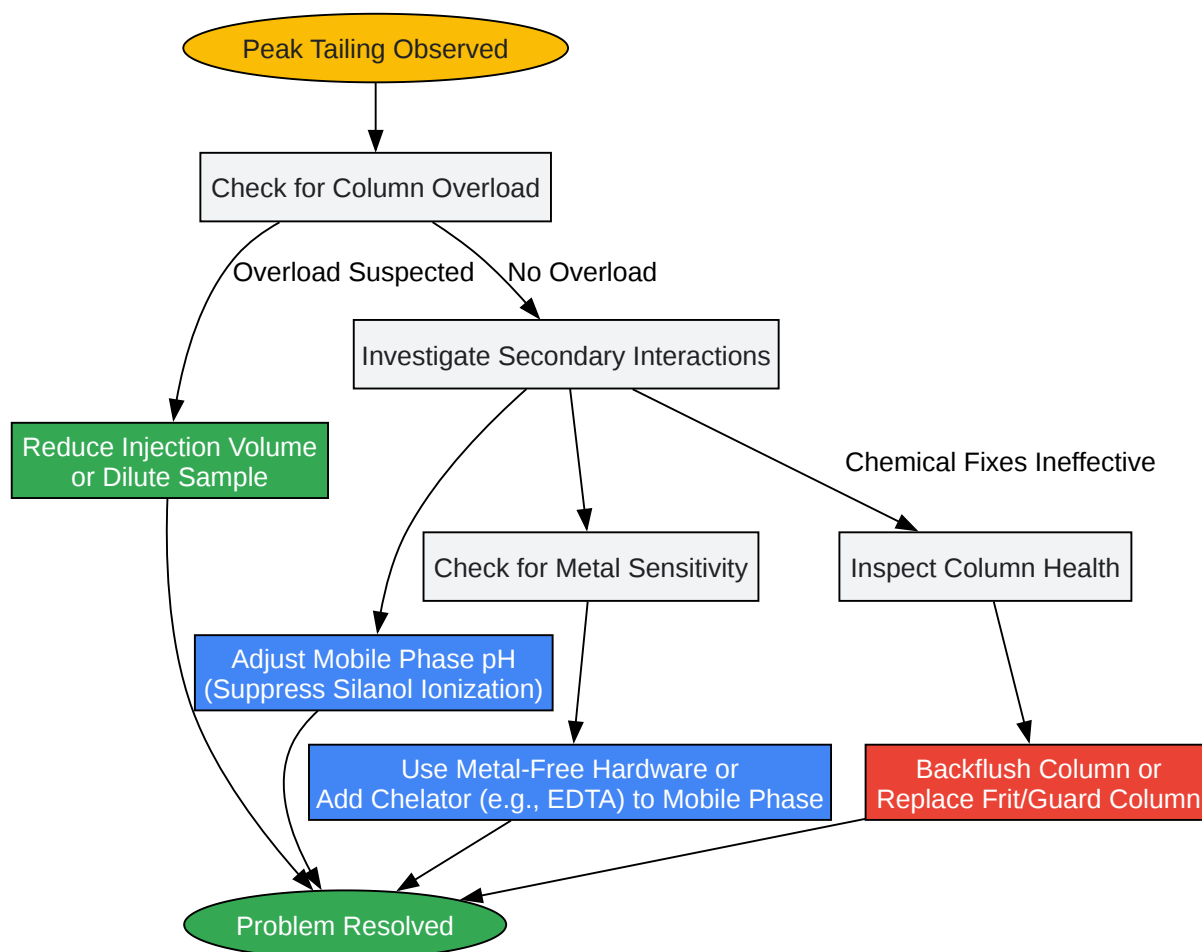 Peak Tailing Observed
Check for Column Overload
Overload Suspected
No Overload
Investigate Secondary Interactions
Reduce Injection Volume
or Dilute Sample
Chemical Fixes Ineffective
Check for Metal Sensitivity
Inspect Column Health
Adjust Mobile Phase pH
(Suppress Silanol Ionization)
Use Metal-Free Hardware or
Add Chelator (e.g., EDTA) to Mobile Phase
Backflush Column or
Replace Frit/Guard Column
Problem Resolved